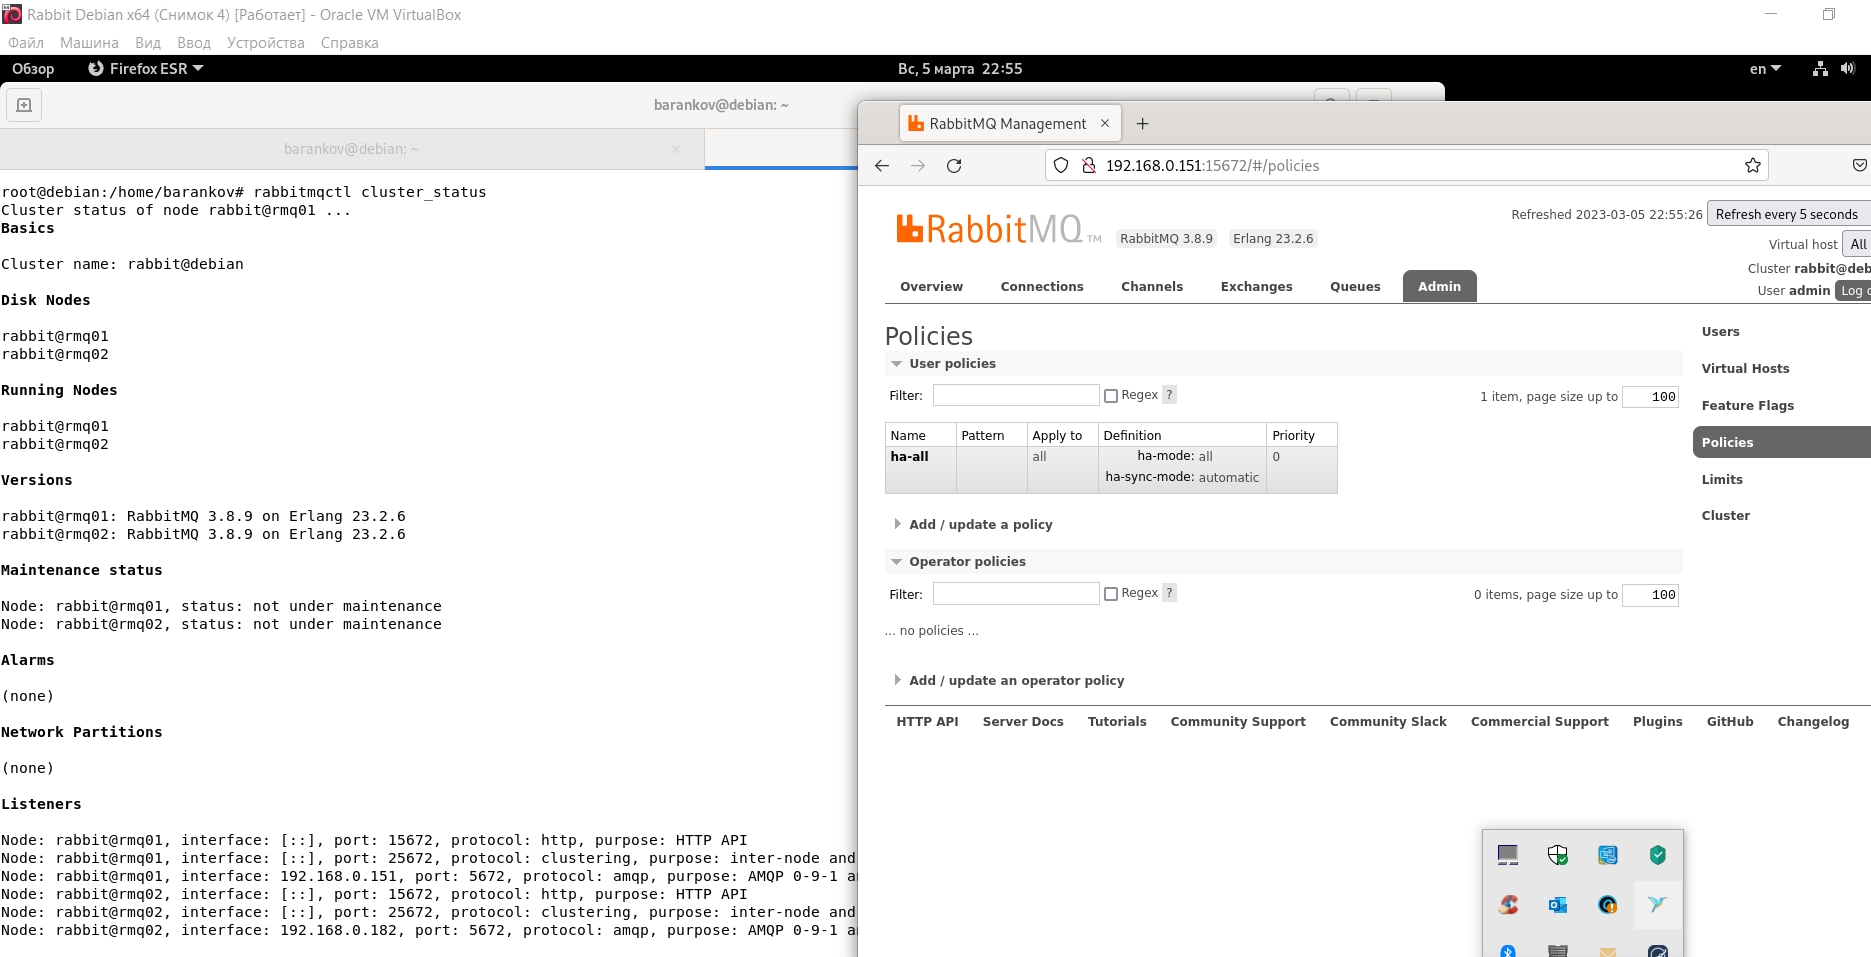 Rabbit Debian x64 (Снимок 4) [Работает] - Oracle VM VirtualBox
Файл Машина Вид Ввод Устройства Справка
Обзор Firefox ESR Вс, 5 марта 22:55 en
barankov@debian: ~
barankov@debian: ~
root@debian:/home/barankov# rabbitmqctl cluster_status
Cluster status of node rabbit@rmq01 ...
Basics
Cluster name: rabbit@debian
Disk Nodes
rabbit@rmq01
rabbit@rmq02
Running Nodes
rabbit@rmq01
rabbit@rmq02
Versions
rabbit@rmq01: RabbitMQ 3.8.9 on Erlang 23.2.6
rabbit@rmq02: RabbitMQ 3.8.9 on Erlang 23.2.6
Maintenance status
Node: rabbit@rmq01, status: not under maintenance
Node: rabbit@rmq02, status: not under maintenance
Alarms
(none)
Network Partitions
(none)
Listeners
Node: rabbit@rmq01, interface: [::], port: 15672, protocol: http, purpose: HTTP API
Node: rabbit@rmq01, interface: [::], port: 25672, protocol: clustering, purpose: inter-node and
Node: rabbit@rmq01, interface: 192.168.0.151, port: 5672, protocol: amqp, purpose: AMQP 0-9-1
Node: rabbit@rmq02, interface: [::], port: 15672, protocol: http, purpose: HTTP API
Node: rabbit@rmq02, interface: [::], port: 25672, protocol: clustering, purpose: inter-node and
Node: rabbit@rmq02, interface: 192.168.0.182, port: 5672, protocol: amqp, purpose: AMQP 0-9-1
RabbitMQ Management
192.168.0.151:15672/#/policies
Refreshed 2023-03-05 22:55:26 Refresh every 5 seconds
RabbitMQ TM RabbitMQ 3.8.9 Erlang 23.2.6
Virtual host All
Cluster rabbit@deb
User admin Log
Overview Connections Channels Exchanges Queues Admin
Policies
User policies
Filter: Regex ? 1 item, page size up to 100
Name Pattern Apply to Definition Priority
ha-all all ha-mode: all 0
ha-sync-mode: automatic
Add / update a policy
Operator policies
Filter: Regex ? 0 items, page size up to 100
... no policies ...
Add / update an operator policy
Users
Virtual Hosts
Feature Flags
Policies
Limits
Cluster
HTTP API Server Docs Tutorials Community Support Community Slack Commercial Support Plugins GitHub Changelog